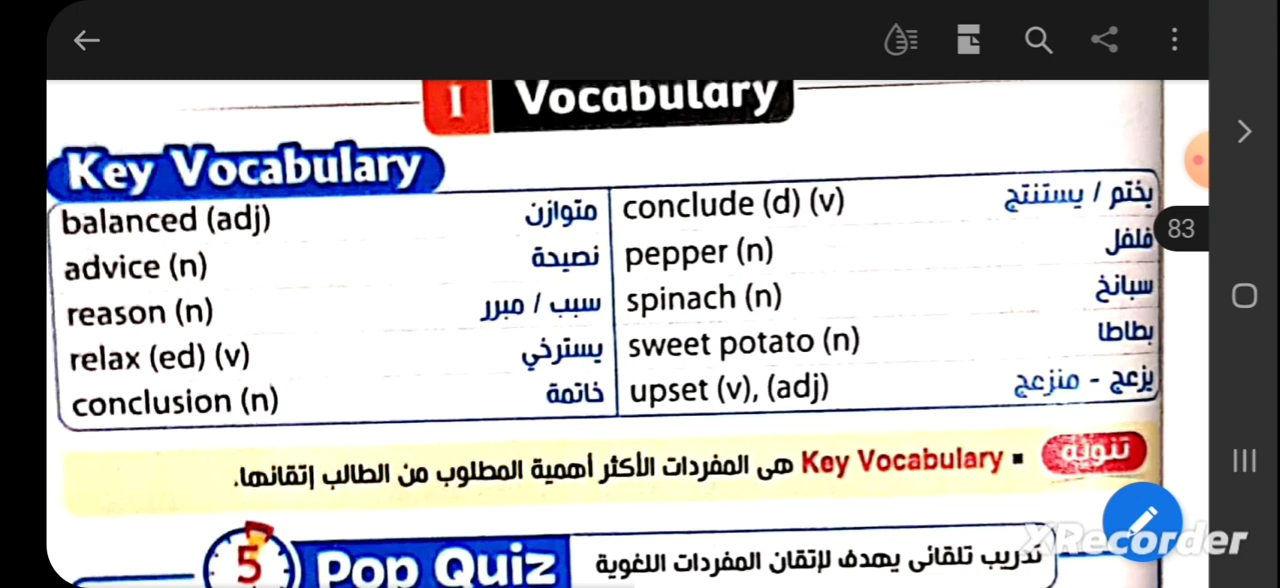 I Vocabulary
Key Vocabulary
balanced (adj) متوازن
advice (n) نصيحة
reason (n) سبب / مبرر
relax (ed) (v) يسترخي
conclusion (n) خاتمة
conclude (d) (v) يختم / يستنتج
pepper (n) فلفل
spinach (n) سبانخ
sweet potato (n) بطاطا
upset (v), (adj) يزعج - منزعج
83
تنويه ▪ Key Vocabulary هى المفردات الأكثر أهمية المطلوب من الطالب إتقانها.
5 Pop Quiz تدريب تلقائى يهدف لإتقان المفردات اللغوية
XRecorder